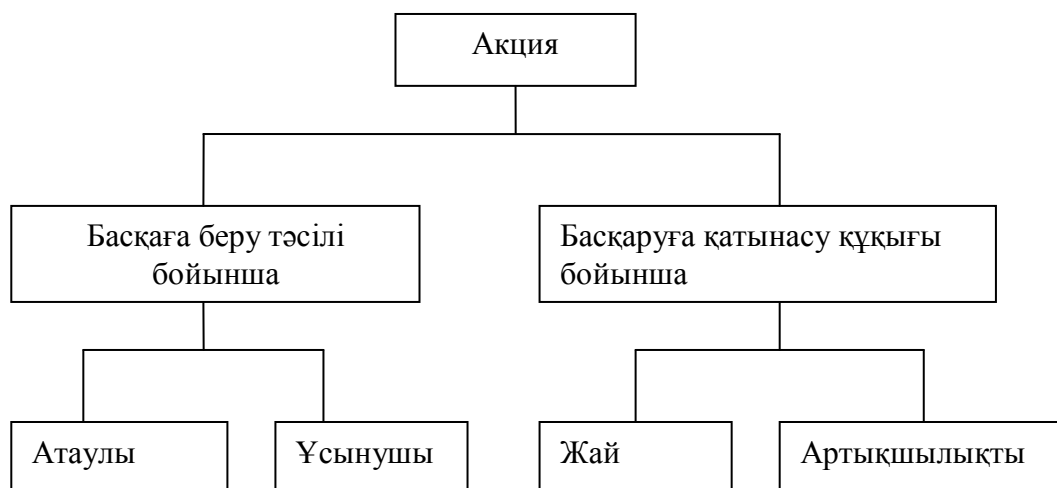 Акция
Басқаға беру тәсілі
бойынша
Басқаруға қатынасу құқығы
бойынша
Атаулы
Ұсынушы
Жай
Артықшылықты